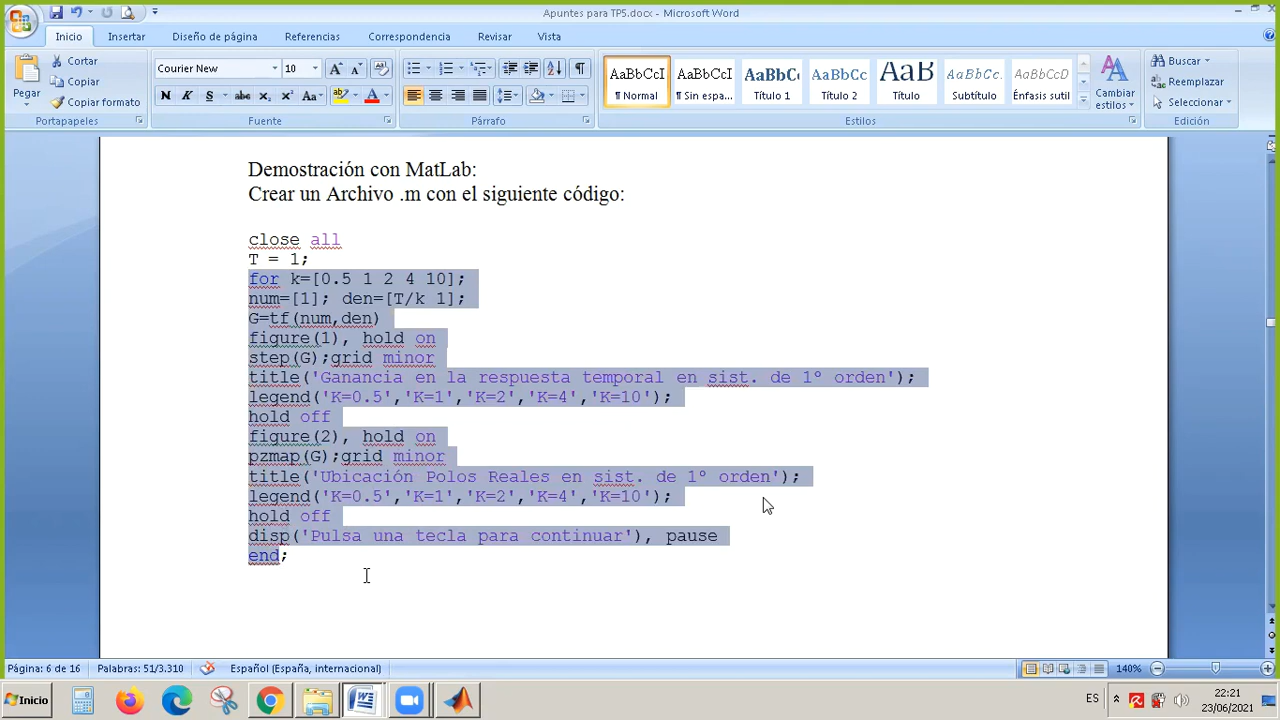 Apuntes para TP5.docx - Microsoft Word
Inicio Insertar Diseño de página Referencias Correspondencia Revisar Vista
Pegar
Cortar
Copiar
Copiar formato
Portapapeles
Courier New 10
N K S abc x₂ x² Aa
Fuente
Párrafo
AaBbCcI AaBbCcI AaBbC AaBbCc AaB AaBbCc. AaBbCcI
¶ Normal ¶ Sin espa... Título 1 Título 2 Título Subtítulo Énfasis sutil
Cambiar estilos
Estilos
Buscar
Reemplazar
Seleccionar
Edición
Demostración con MatLab:
Crear un Archivo .m con el siguiente código:
close all
T = 1;
for k=[0.5 1 2 4 10];
num=[1]; den=[T/k 1];
G=tf(num,den)
figure(1), hold on
step(G);grid minor
title('Ganancia en la respuesta temporal en sist. de 1º orden');
legend('K=0.5','K=1','K=2','K=4','K=10');
hold off
figure(2), hold on
pzmap(G);grid minor
title('Ubicación Polos Reales en sist. de 1º orden');
legend('K=0.5','K=1','K=2','K=4','K=10');
hold off
disp('Pulsa una tecla para continuar'), pause
end;
Página: 6 de 16 Palabras: 51/3.310 Español (España, internacional) 140%
Inicio ES 22:21
23/06/2021